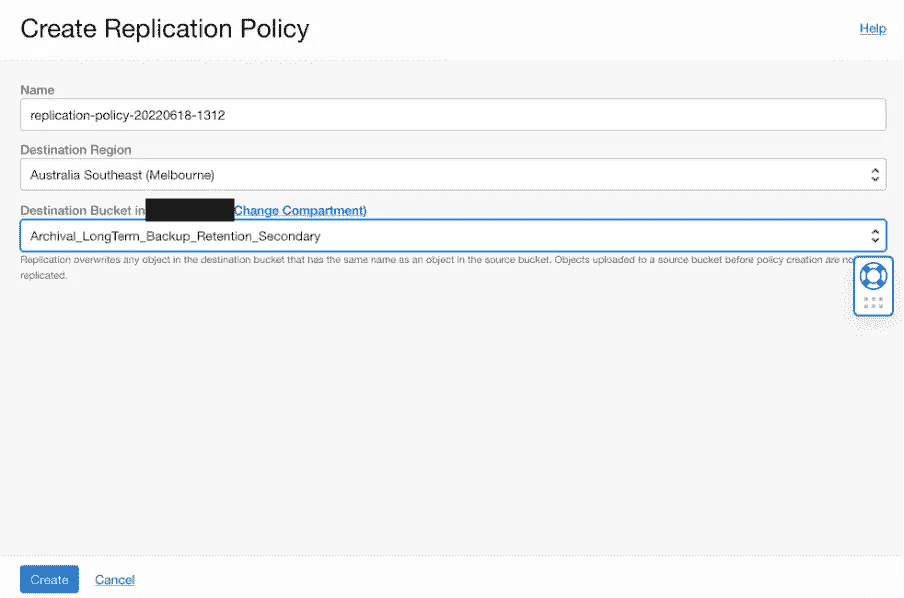 Create Replication Policy
Help
Name
replication-policy-20220618-1312
Destination Region
Australia Southeast (Melbourne)
Destination Bucket in Change Compartment)
Archival_LongTerm_Backup_Retention_Secondary
Replication overwrites any object in the destination bucket that has the same name as an object in the source bucket. Objects uploaded to a source bucket before policy creation are no
replicated.
Create Cancel